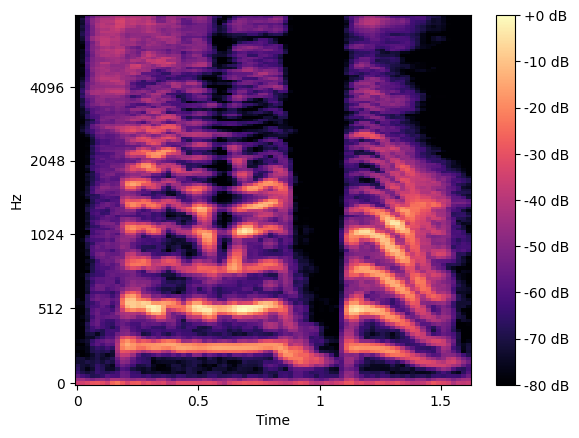 +0 dB
-10 dB
4096
-20 dB
2048
-30 dB
Hz
1024
-40 dB
-50 dB
512
-60 dB
-70 dB
0
-80 dB
0 0.5 1 1.5
Time